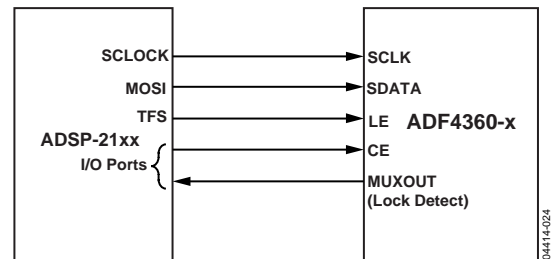 SCLOCK
MOSI
TFS
ADSP-21xx
I/O Ports
SCLK
SDATA
LE
ADF4360-x
CE
MUXOUT
(Lock Detect)
04414-024